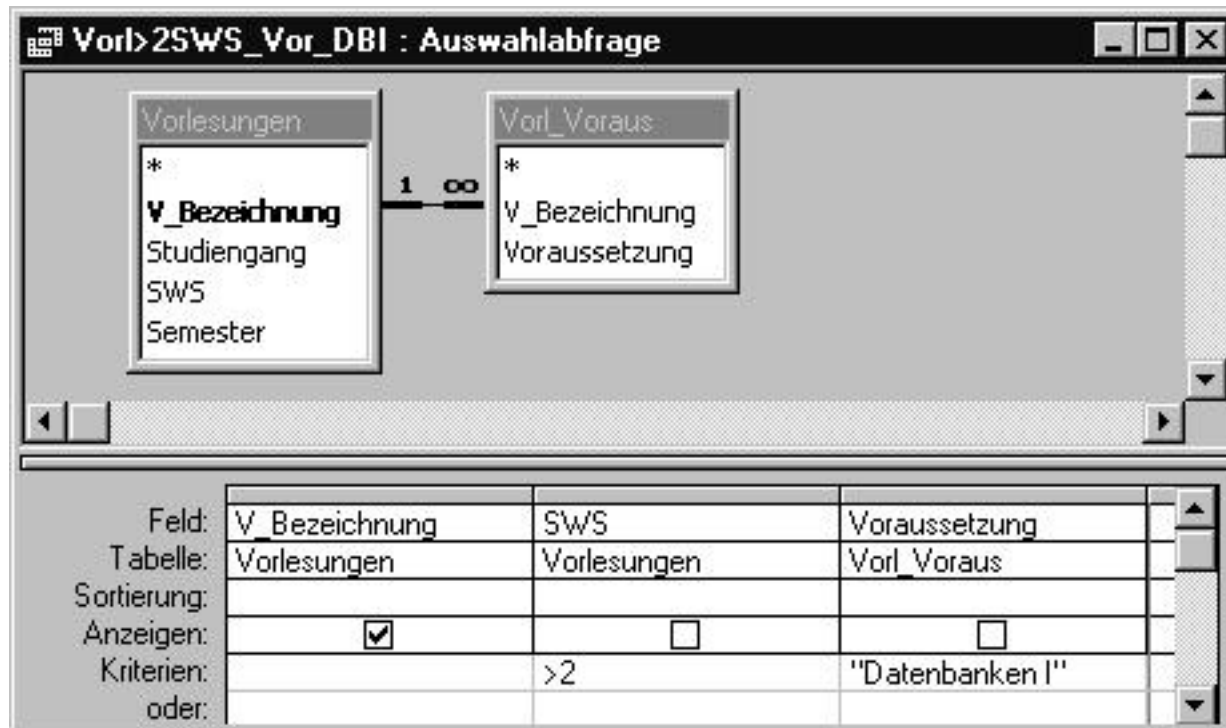 Vorl>2SWS_Vor_DBI : Auswahlabfrage
Vorlesungen
*
V_Bezeichnung
Studiengang
SWS
Semester
1 ∞
Vorl_Voraus
*
V_Bezeichnung
Voraussetzung
Feld: V_Bezeichnung SWS Voraussetzung
Tabelle: Vorlesungen Vorlesungen Vorl_Voraus
Sortierung:
Anzeigen:
Kriterien: >2 "Datenbanken I"
oder: